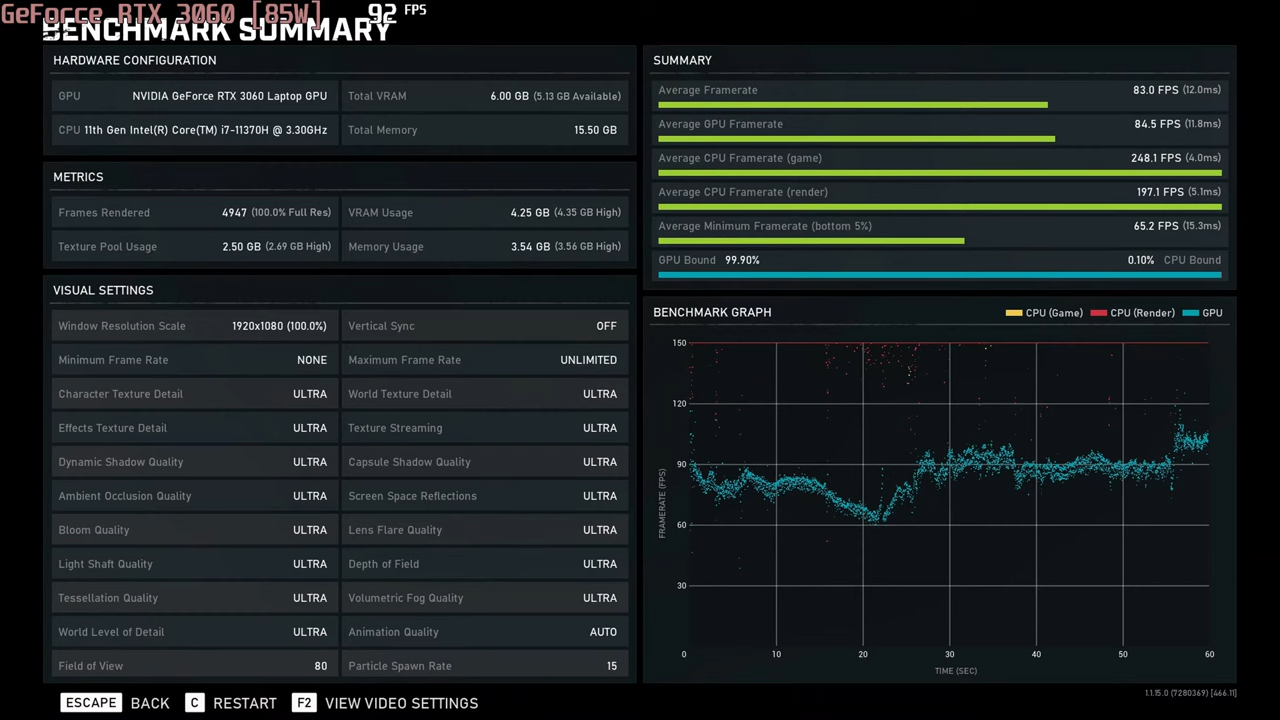 GeForce RTX 3060 [85W] 92 FPS
BENCHMARK SUMMARY
HARDWARE CONFIGURATION
GPU NVIDIA GeForce RTX 3060 Laptop GPU Total VRAM 6.00 GB (5.13 GB Available)
CPU 11th Gen Intel(R) Core(TM) i7-11370H @ 3.30GHz Total Memory 15.50 GB
METRICS
Frames Rendered 4947 (100.0% Full Res) VRAM Usage 4.25 GB (4.35 GB High)
Texture Pool Usage 2.50 GB (2.69 GB High) Memory Usage 3.54 GB (3.56 GB High)
VISUAL SETTINGS
Window Resolution Scale 1920x1080 (100.0%) Vertical Sync OFF
Minimum Frame Rate NONE Maximum Frame Rate UNLIMITED
Character Texture Detail ULTRA World Texture Detail ULTRA
Effects Texture Detail ULTRA Texture Streaming ULTRA
Dynamic Shadow Quality ULTRA Capsule Shadow Quality ULTRA
Ambient Occlusion Quality ULTRA Screen Space Reflections ULTRA
Bloom Quality ULTRA Lens Flare Quality ULTRA
Light Shaft Quality ULTRA Depth of Field ULTRA
Tessellation Quality ULTRA Volumetric Fog Quality ULTRA
World Level of Detail ULTRA Animation Quality AUTO
Field of View 80 Particle Spawn Rate 15
SUMMARY
Average Framerate 83.0 FPS (12.0ms)
Average GPU Framerate 84.5 FPS (11.8ms)
Average CPU Framerate (game) 248.1 FPS (4.0ms)
Average CPU Framerate (render) 197.1 FPS (5.1ms)
Average Minimum Framerate (bottom 5%) 65.2 FPS (15.3ms)
GPU Bound 99.90% 0.10% CPU Bound
BENCHMARK GRAPH CPU (Game) CPU (Render) GPU
150
120
90
60
30
FRAMERATE (FPS)
0 10 20 30 40 50 60
TIME (SEC)
ESCAPE BACK C RESTART F2 VIEW VIDEO SETTINGS
1.1.15.0 (7280369) [466.11]